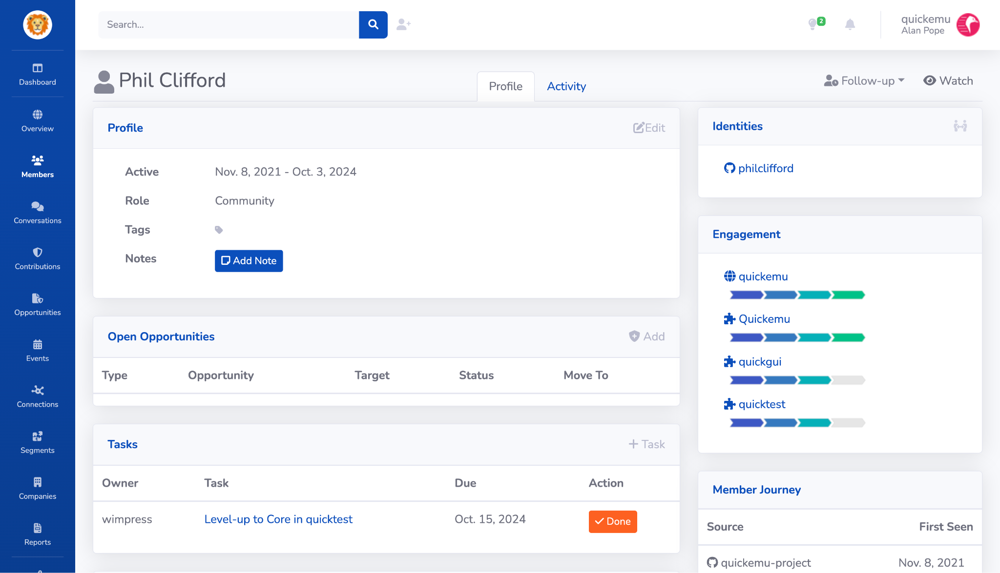 Search...
2
quickemu
Alan Pope
Dashboard
Overview
Members
Conversations
Contributions
Opportunities
Events
Connections
Segments
Companies
Reports
Phil Clifford
Profile
Activity
Follow-up
Watch
Profile
Edit
Active Nov. 8, 2021 - Oct. 3, 2024
Role Community
Tags
Notes Add Note
Open Opportunities
Add
Type Opportunity Target Status Move To
Tasks
Task
Owner Task Due Action
wimpress Level-up to Core in quicktest Oct. 15, 2024 Done
Identities
philclifford
Engagement
quickemu
Quickemu
quickgui
quicktest
Member Journey
Source First Seen
quickemu-project Nov. 8, 2021